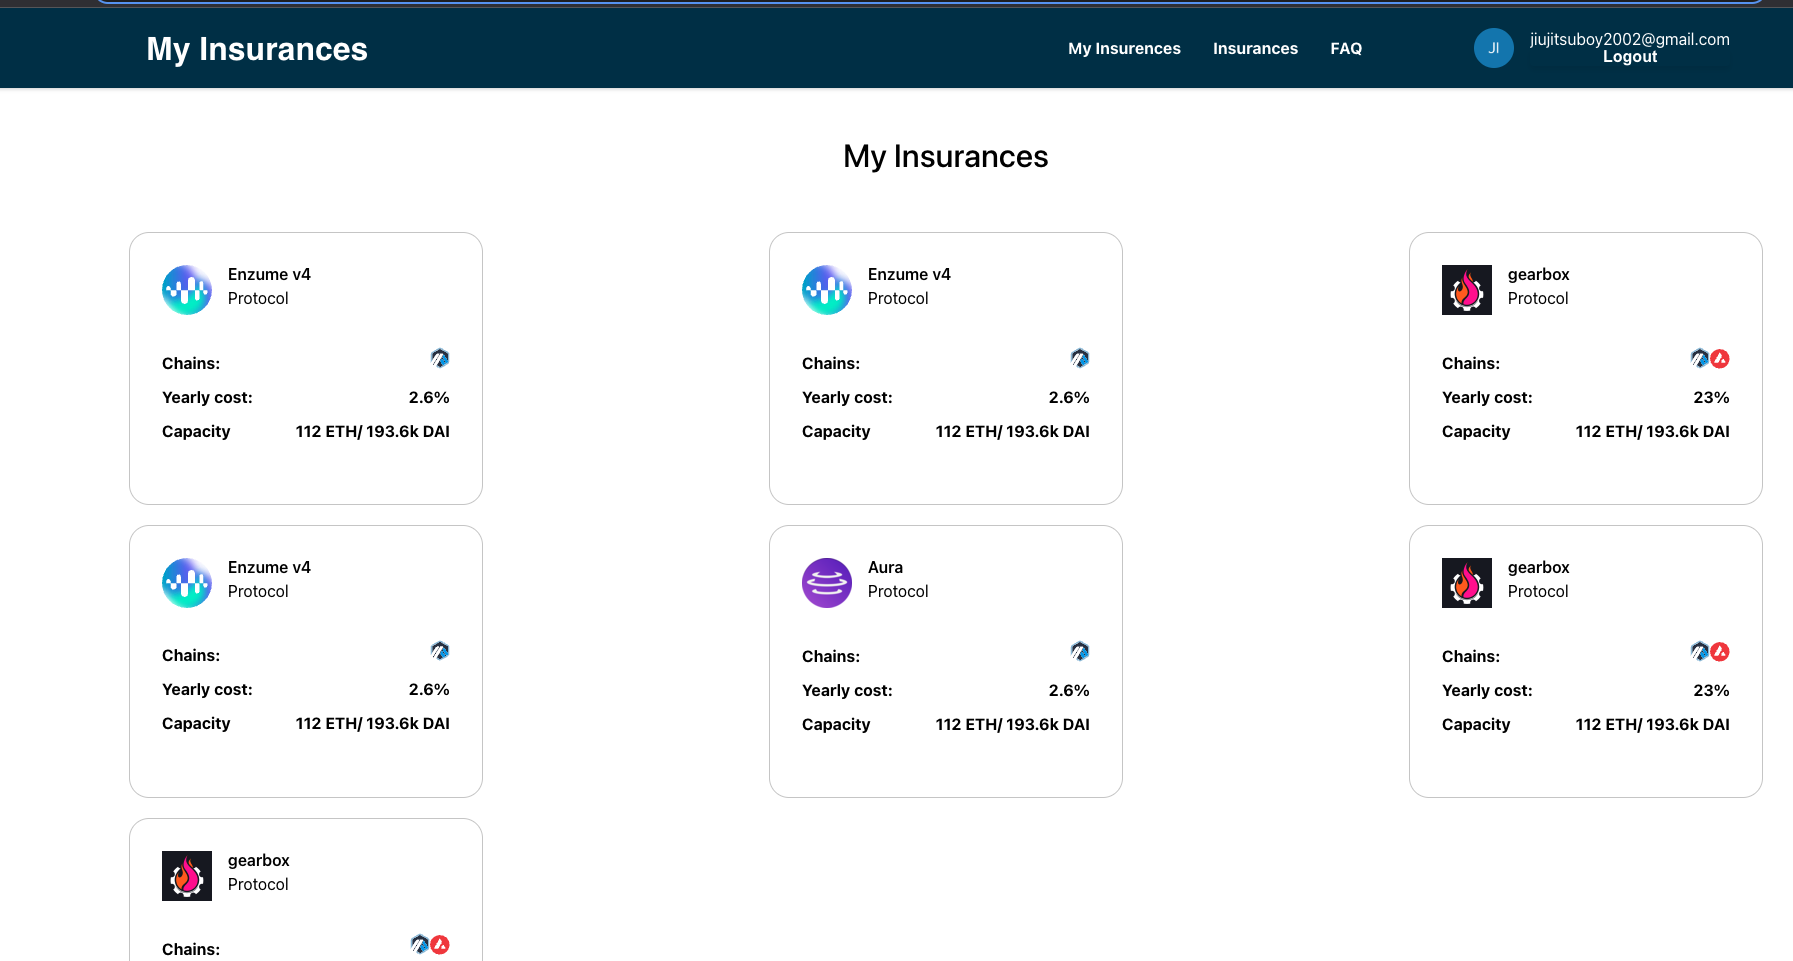 My Insurances
My Insurences Insurances FAQ
JI
jiujitsuboy2002@gmail.com
Logout
My Insurances
Enzume v4
Protocol
Chains:
Yearly cost: 2.6%
Capacity 112 ETH/ 193.6k DAI
Enzume v4
Protocol
Chains:
Yearly cost: 2.6%
Capacity 112 ETH/ 193.6k DAI
gearbox
Protocol
Chains:
Yearly cost: 23%
Capacity 112 ETH/ 193.6k DAI
Enzume v4
Protocol
Chains:
Yearly cost: 2.6%
Capacity 112 ETH/ 193.6k DAI
Aura
Protocol
Chains:
Yearly cost: 2.6%
Capacity 112 ETH/ 193.6k DAI
gearbox
Protocol
Chains:
Yearly cost: 23%
Capacity 112 ETH/ 193.6k DAI
gearbox
Protocol
Chains: